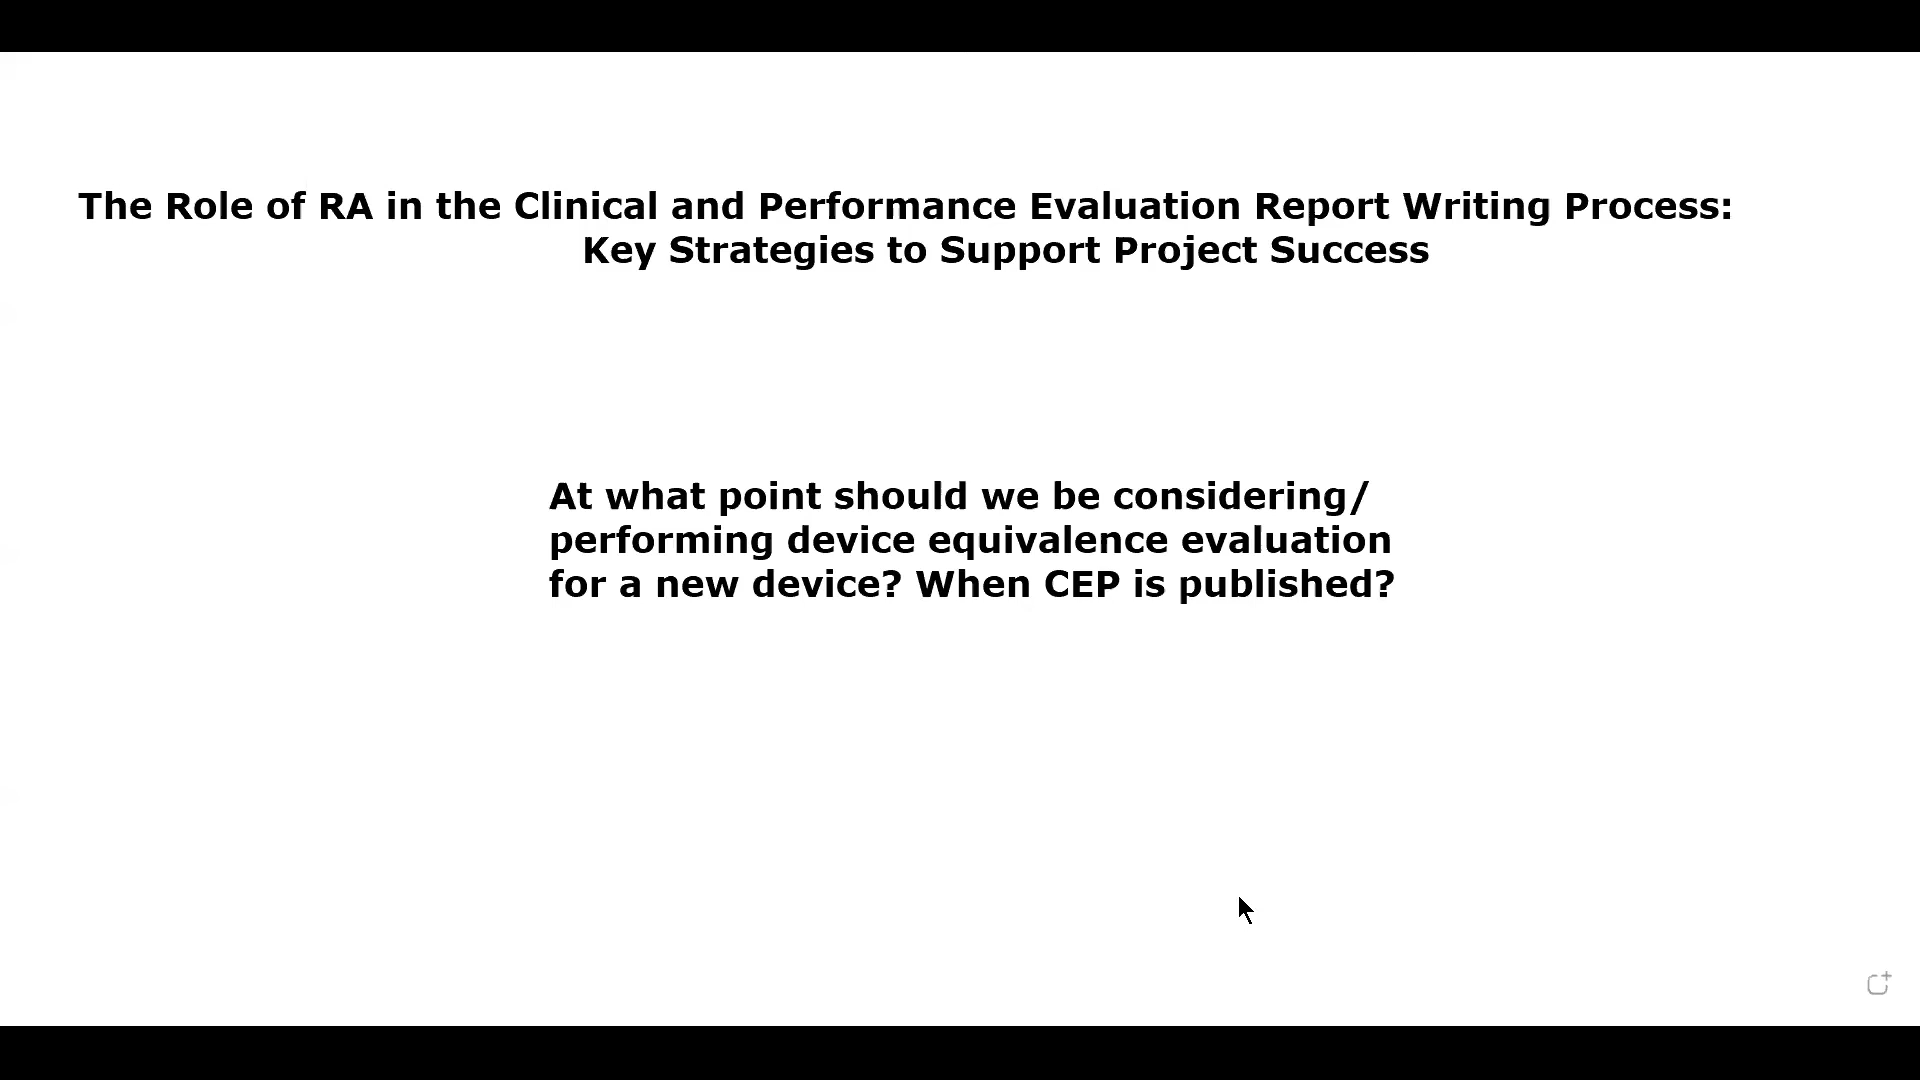 The Role of RA in the Clinical and Performance Evaluation Report Writing Process:
Key Strategies to Support Project Success
At what point should we be considering/
performing device equivalence evaluation
for a new device? When CEP is published?